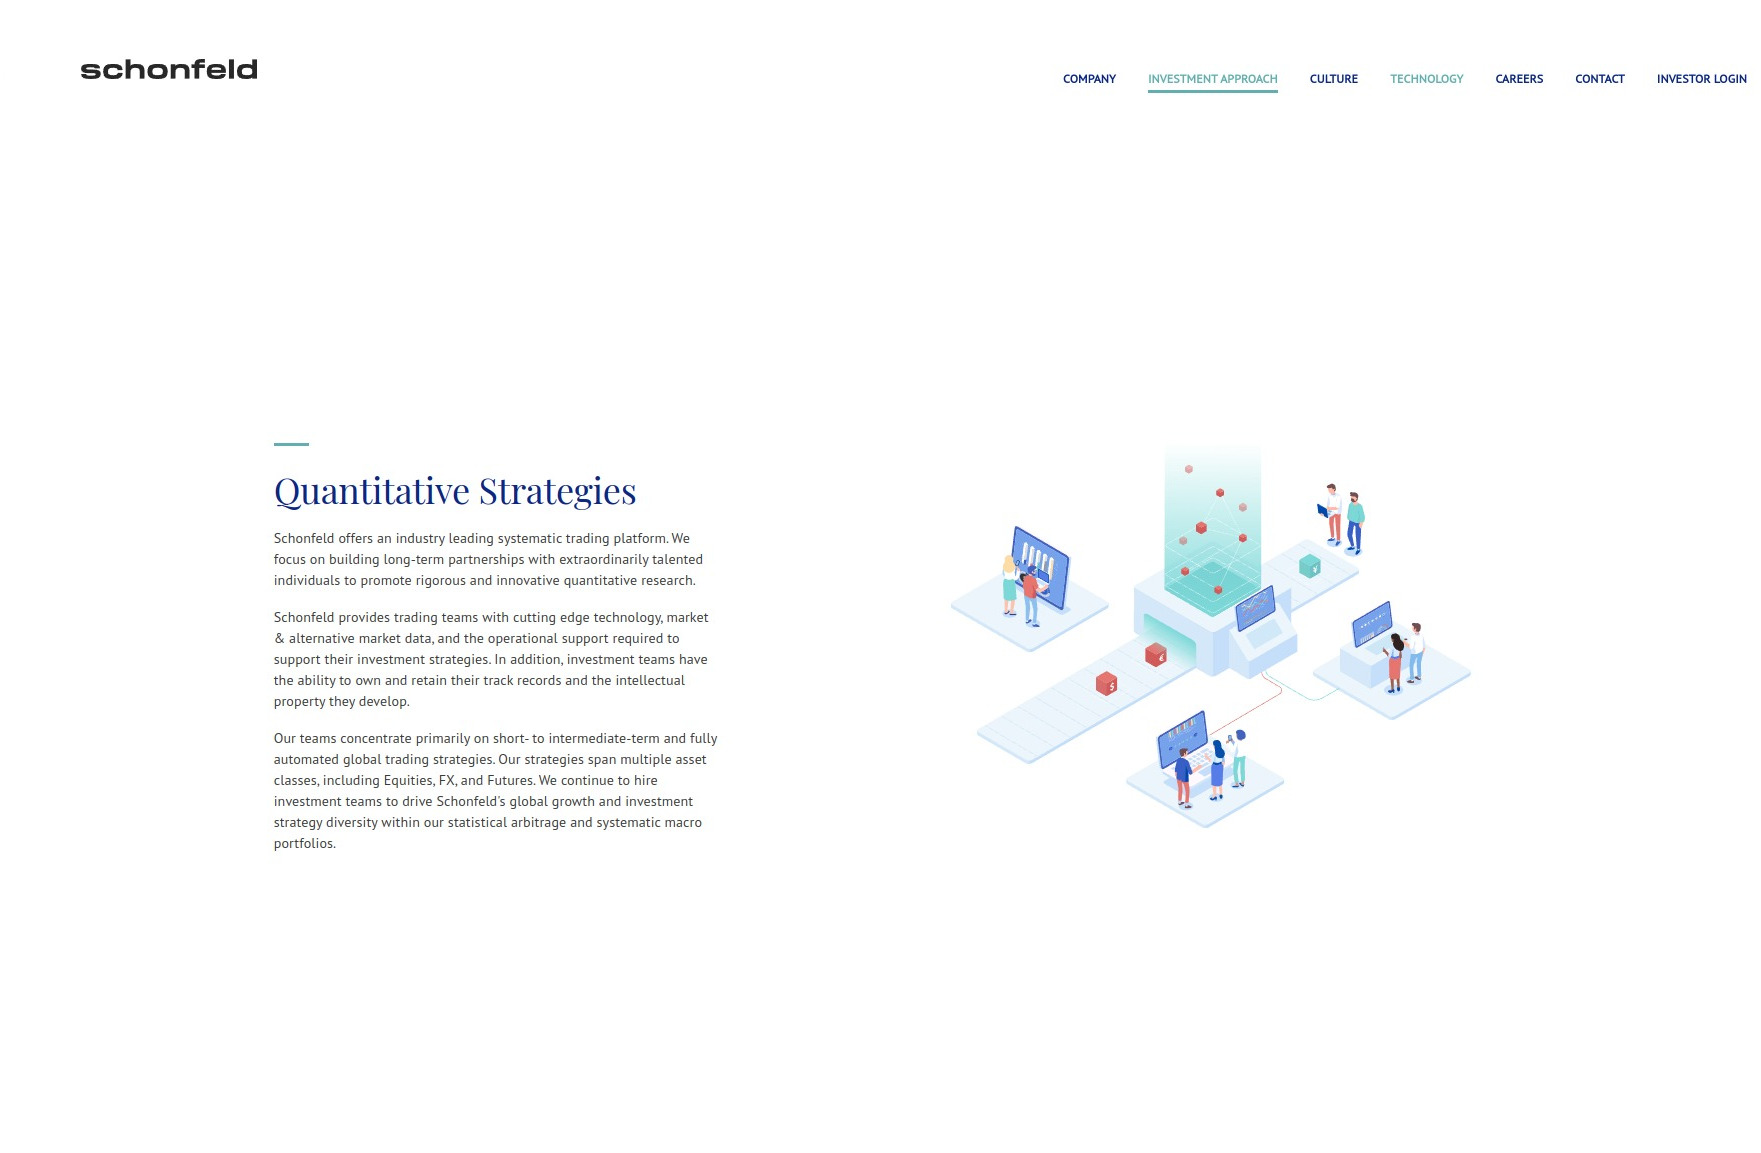 schonfeld
COMPANY INVESTMENT APPROACH CULTURE TECHNOLOGY CAREERS CONTACT INVESTOR LOGIN
Quantitative Strategies
Schonfeld offers an industry leading systematic trading platform. We
focus on building long-term partnerships with extraordinarily talented
individuals to promote rigorous and innovative quantitative research.
Schonfeld provides trading teams with cutting edge technology, market
& alternative market data, and the operational support required to
support their investment strategies. In addition, investment teams have
the ability to own and retain their track records and the intellectual
property they develop.
Our teams concentrate primarily on short- to intermediate-term and fully
automated global trading strategies. Our strategies span multiple asset
classes, including Equities, FX, and Futures. We continue to hire
investment teams to drive Schonfeld's global growth and investment
strategy diversity within our statistical arbitrage and systematic macro
portfolios.